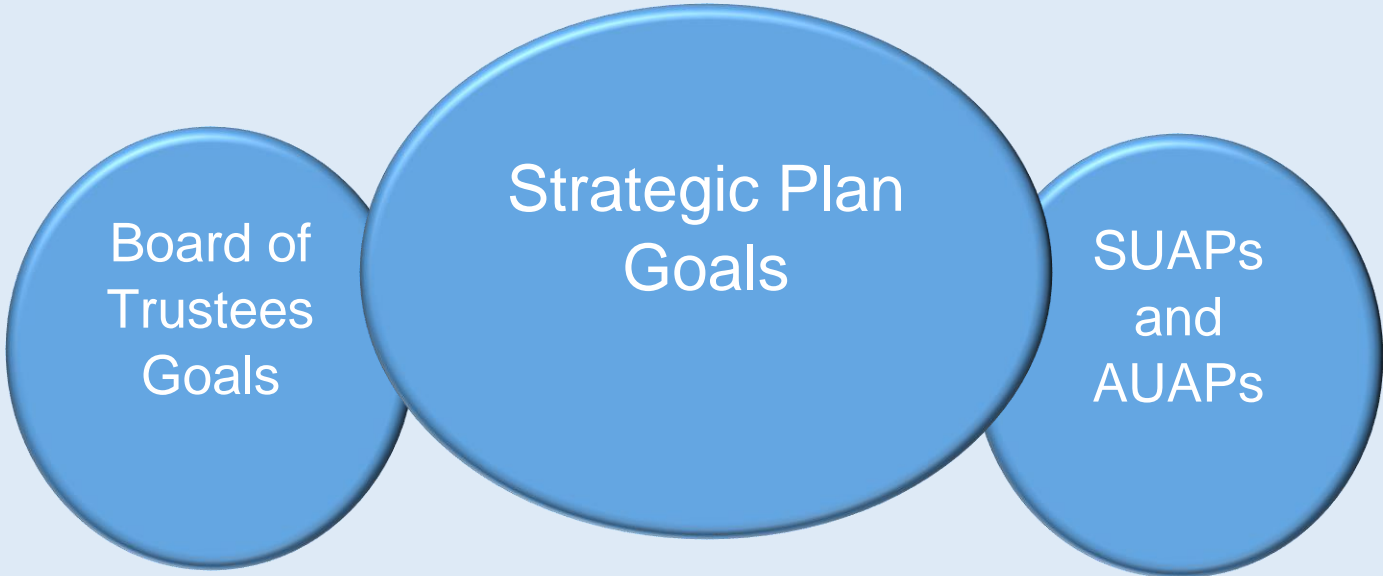 Board of
Trustees
Goals
Strategic Plan
Goals
SUAPs
and
AUAPs